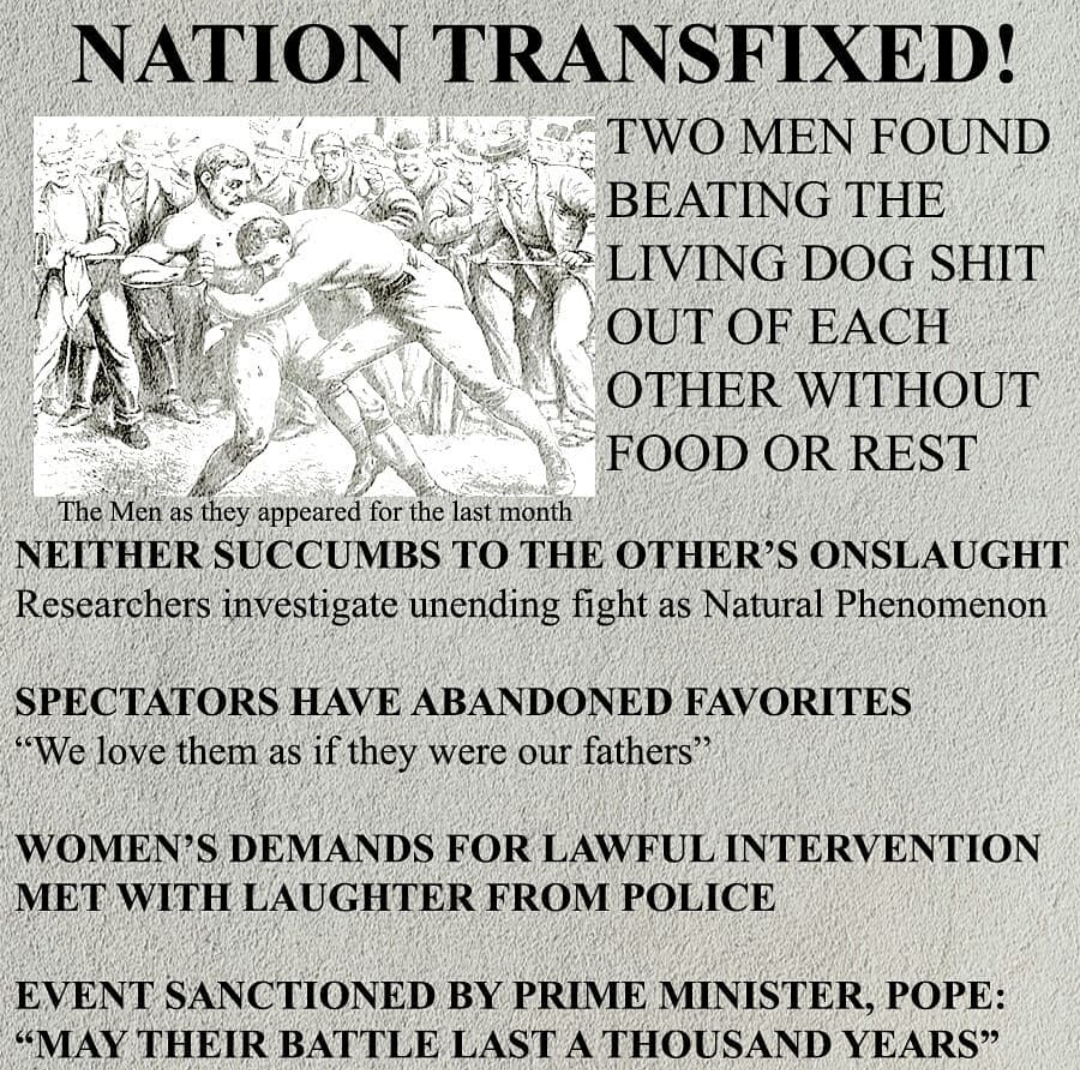 NATION TRANSFIXED!
TWO MEN FOUND
BEATING THE
LIVING DOG SHIT
OUT OF EACH
OTHER WITHOUT
FOOD OR REST
The Men as they appeared for the last month
NEITHER SUCCUMBS TO THE OTHER’S ONSLAUGHT
Researchers investigate unending fight as Natural Phenomenon
SPECTATORS HAVE ABANDONED FAVORITES
“We love them as if they were our fathers”
WOMEN’S DEMANDS FOR LAWFUL INTERVENTION
MET WITH LAUGHTER FROM POLICE
EVENT SANCTIONED BY PRIME MINISTER, POPE:
“MAY THEIR BATTLE LAST A THOUSAND YEARS”